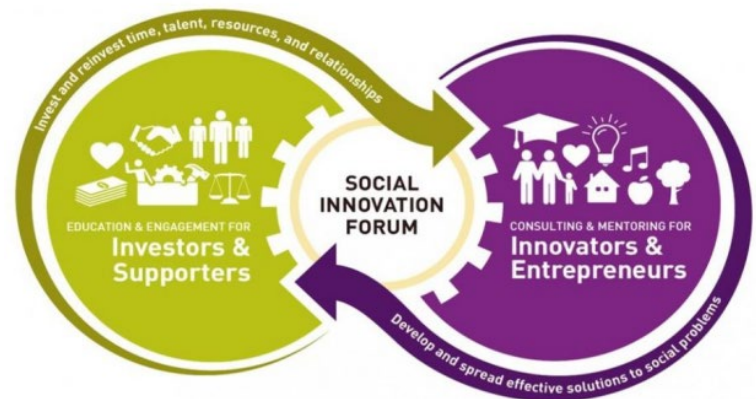 Invest and reinvest time, talent, resources, and relationships
EDUCATION & ENGAGEMENT FOR
Investors &
Supporters
SOCIAL
INNOVATION
FORUM
CONSULTING & MENTORING FOR
Innovators &
Entrepreneurs
Develop and spread effective solutions to social problems